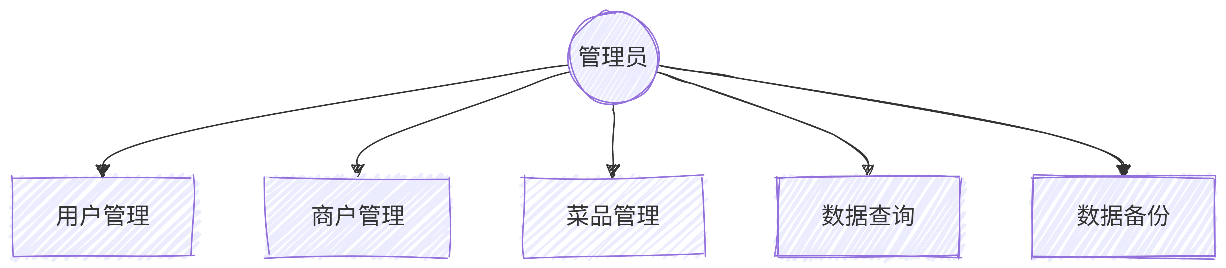 管理员
用户管理
商户管理
菜品管理
数据查询
数据备份